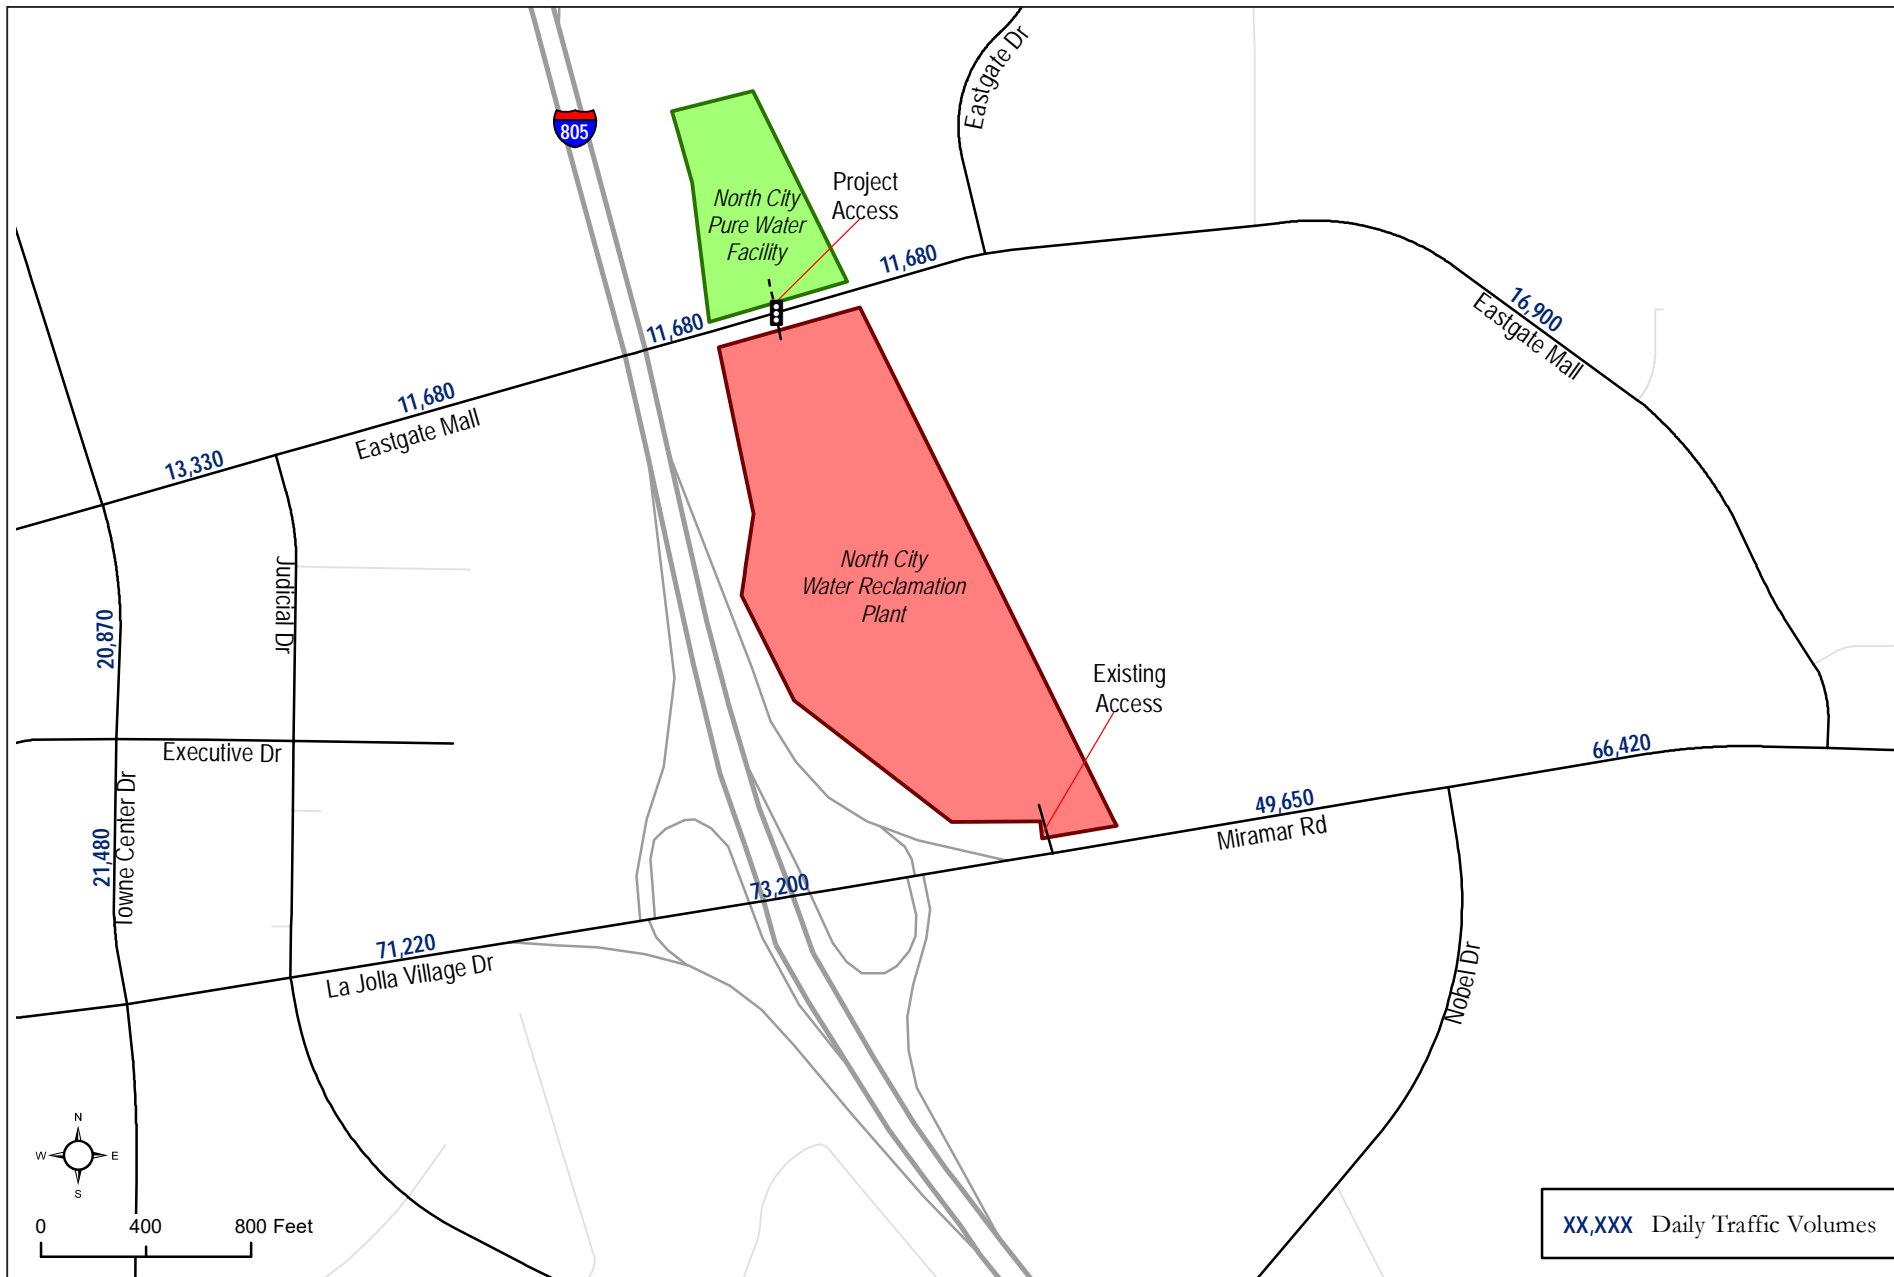 Eastgate Dr
805
Project
Access
North City
Pure Water
Facility
11,680
11,680
16,900
Eastgate Mall
11,680
Eastgate Mall
13,330
Judicial Dr
North City
Water Reclamation
Plant
20,870
Existing
Access
Executive Dr
66,420
Towne Center Dr
49,650
Miramar Rd
21,480
73,200
71,220
La Jolla Village Dr
Nobel Dr
N
W E
S
0 400 800 Feet
XX,XXX Daily Traffic Volumes